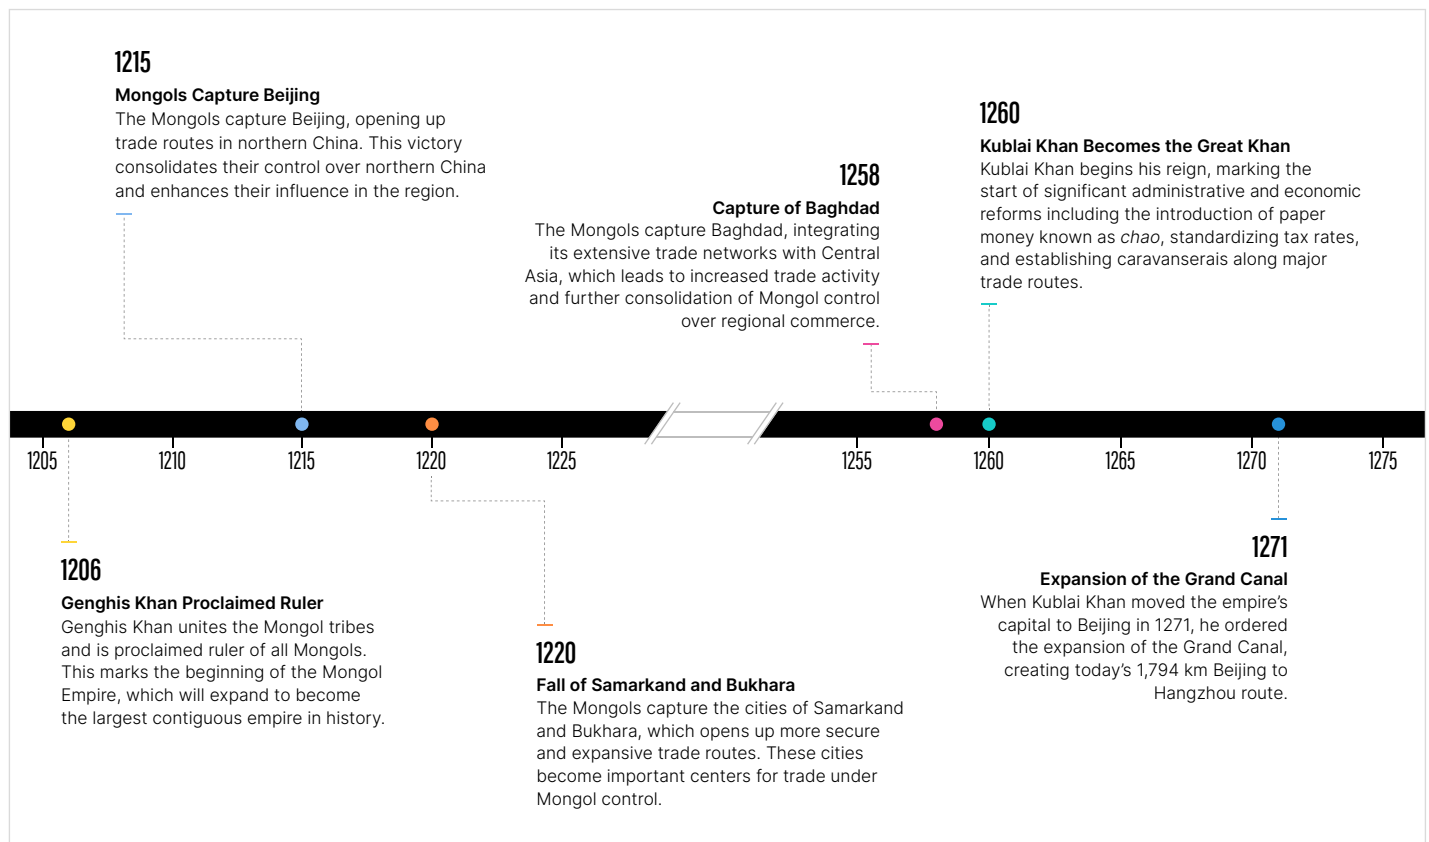 1215
Mongols Capture Beijing
The Mongols capture Beijing, opening up
trade routes in northern China. This victory
consolidates their control over northern China
and enhances their influence in the region.
1258
Capture of Baghdad
The Mongols capture Baghdad, integrating
its extensive trade networks with Central
Asia, which leads to increased trade activity
and further consolidation of Mongol control
over regional commerce.
1260
Kublai Khan Becomes the Great Khan
Kublai Khan begins his reign, marking the
start of significant administrative and economic
reforms including the introduction of paper
money known as chao, standardizing tax rates,
and establishing caravanserais along major
trade routes.
1205 1210 1215 1220 1225 1255 1260 1265 1270 1275
1206
Genghis Khan Proclaimed Ruler
Genghis Khan unites the Mongol tribes
and is proclaimed ruler of all Mongols.
This marks the beginning of the Mongol
Empire, which will expand to become
the largest contiguous empire in history.
1220
Fall of Samarkand and Bukhara
The Mongols capture the cities of Samarkand
and Bukhara, which opens up more secure
and expansive trade routes. These cities
become important centers for trade under
Mongol control.
1271
Expansion of the Grand Canal
When Kublai Khan moved the empire's
capital to Beijing in 1271, he ordered
the expansion of the Grand Canal,
creating today's 1,794 km Beijing to
Hangzhou route.